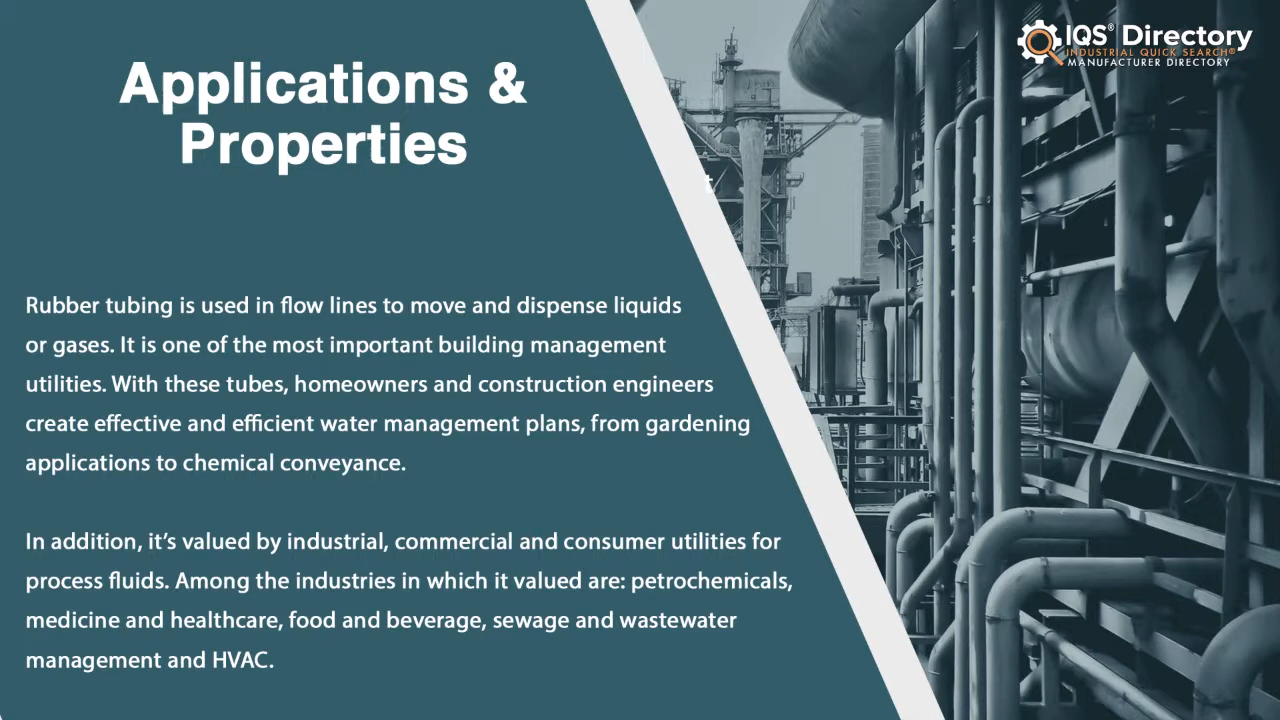 IQS® Directory
INDUSTRIAL QUICK SEARCH®
MANUFACTURER DIRECTORY
Applications &
Properties
t
Rubber tubing is used in flow lines to move and dispense liquids
or gases. It is one of the most important building management
utilities. With these tubes, homeowners and construction engineers
create effective and efficient water management plans, from gardening
applications to chemical conveyance.
In addition, it’s valued by industrial, commercial and consumer utilities for
process fluids. Among the industries in which it valued are: petrochemicals,
medicine and healthcare, food and beverage, sewage and wastewater
management and HVAC.